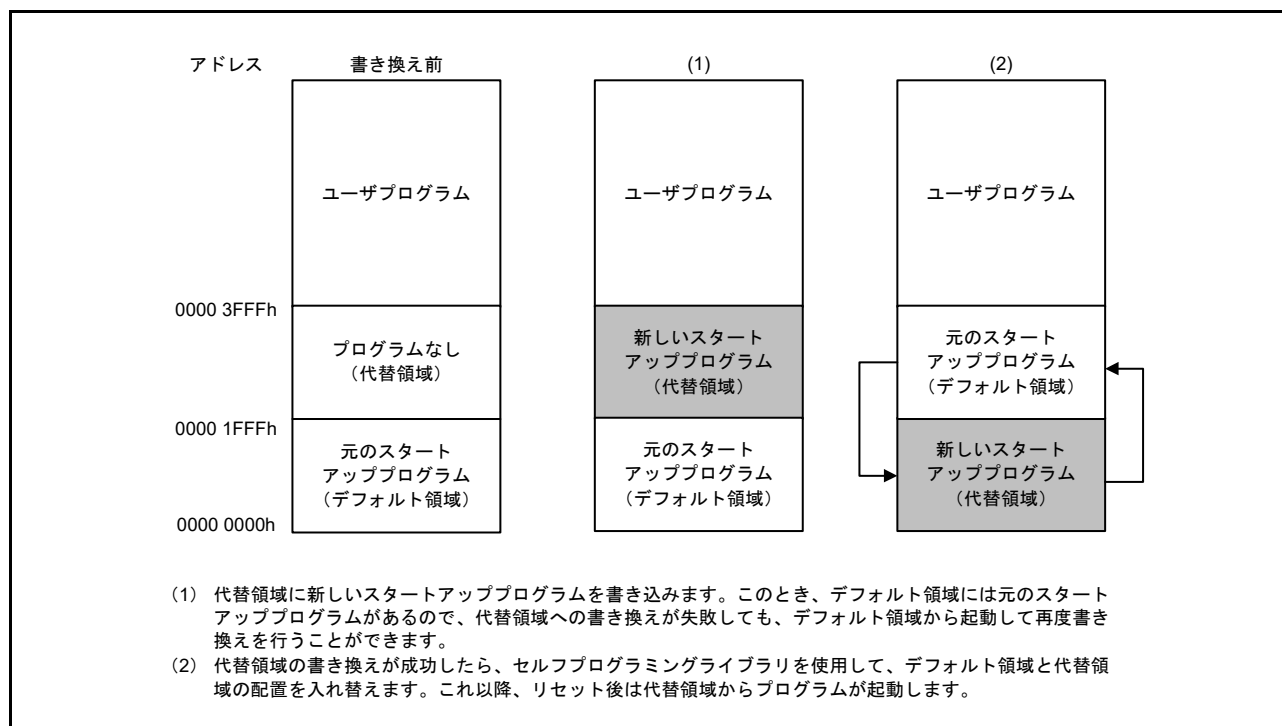 アドレス
書き換え前
(1)
(2)
ユーザプログラム
ユーザプログラム
ユーザプログラム
0000 3FFFh
プログラムなし
(代替領域)
新しいスタート
アッププログラム
(代替領域)
元のスタート
アッププログラム
(デフォルト領域)
0000 1FFFh
元のスタート
アッププログラム
(デフォルト領域)
元のスタート
アッププログラム
(デフォルト領域)
新しいスタート
アッププログラム
(代替領域)
0000 0000h
(1) 代替領域に新しいスタートアッププログラムを書き込みます。このとき、デフォルト領域には元のスタート
アッププログラムがあるので、代替領域への書き換えが失敗しても、デフォルト領域から起動して再度書き
換えを行うことができます。
(2) 代替領域の書き換えが成功したら、セルフプログラミングライブラリを使用して、デフォルト領域と代替領
域の配置を入れ替えます。これ以降、リセット後は代替領域からプログラムが起動します。